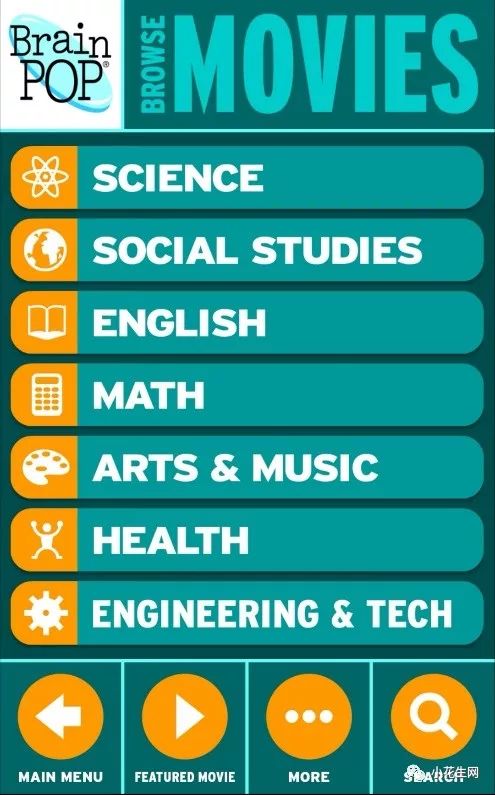 Brain
POP®
BROWSE
MOVIES
SCIENCE
SOCIAL STUDIES
ENGLISH
MATH
ARTS & MUSIC
HEALTH
ENGINEERING & TECH
MAIN MENU
FEATURED MOVIE
MORE
SEARCH
小花生网